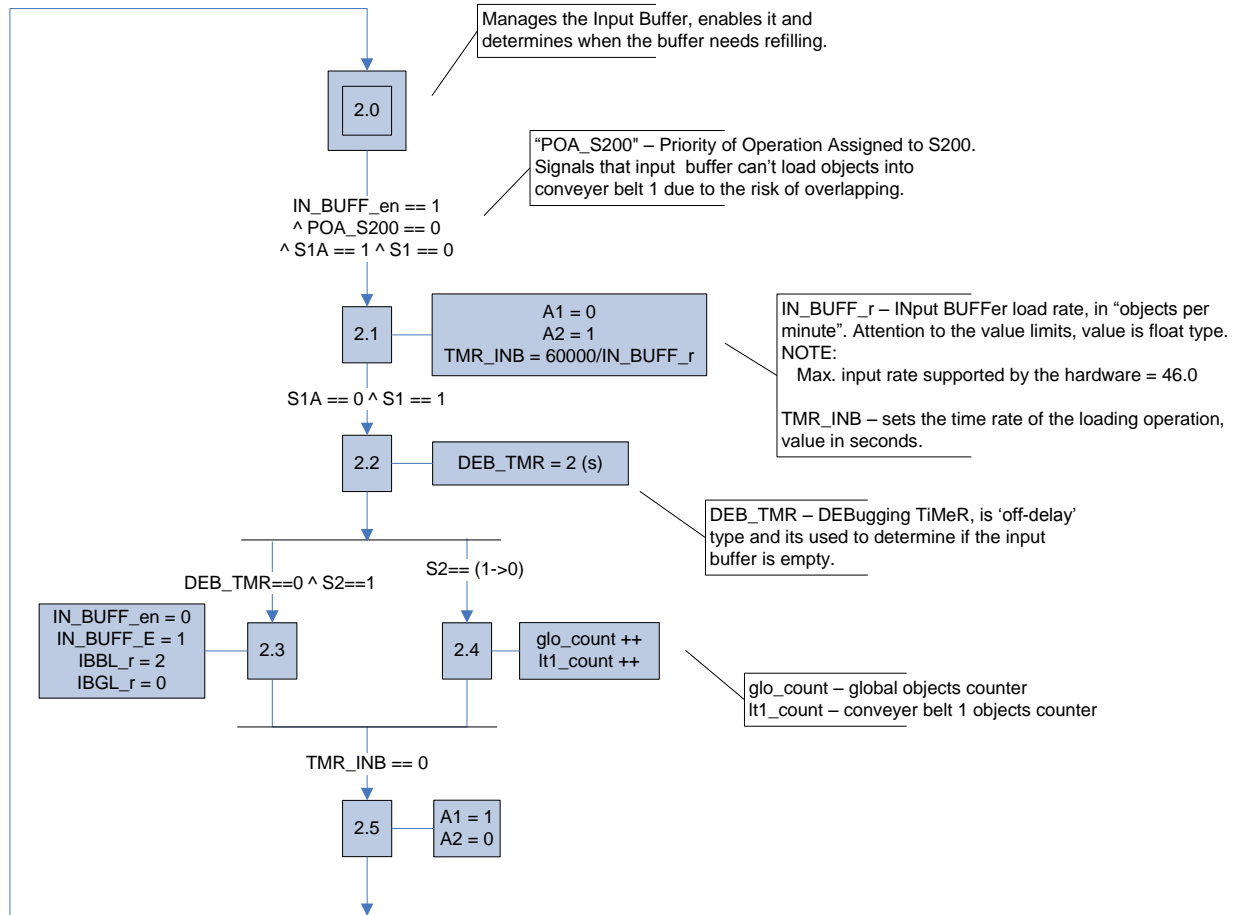 Manages the Input Buffer, enables it and
determines when the buffer needs refilling.
2.0
“POA_S200" – Priority of Operation Assigned to S200.
Signals that input  buffer can’t load objects into
conveyer belt 1 due to the risk of overlapping.
IN_BUFF_en == 1
^ POA_S200 == 0
^ S1A == 1 ^ S1 == 0
2.1
A1 = 0
A2 = 1
TMR_INB = 60000/IN_BUFF_r
IN_BUFF_r – INput BUFFer load rate, in “objects per
minute”. Attention to the value limits, value is float type.
NOTE:
Max. input rate supported by the hardware = 46.0
TMR_INB – sets the time rate of the loading operation,
value in seconds.
S1A == 0 ^ S1 == 1
2.2
DEB_TMR = 2 (s)
DEB_TMR – DEBugging TiMeR, is ‘off-delay’
type and its used to determine if the input
buffer is empty.
DEB_TMR==0 ^ S2==1
S2== (1->0)
IN_BUFF_en = 0
IN_BUFF_E = 1
IBBL_r = 2
IBGL_r = 0
2.3
2.4
glo_count ++
lt1_count ++
glo_count – global objects counter
lt1_count – conveyer belt 1 objects counter
TMR_INB == 0
2.5
A1 = 1
A2 = 0